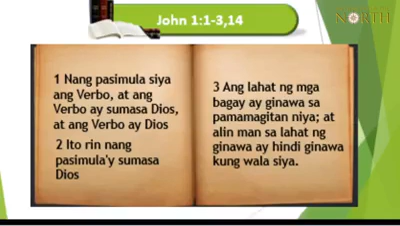 John 1:1-3,14
NORTH
1 Nang pasimula siya
ang Verbo, at ang
Verbo ay sumasa Dios,
at ang Verbo ay Dios
2 Ito rin nang
pasimula'y sumasa
Dios
3 Ang lahat ng mga
bagay ay ginawa sa
pamamagitan niya; at
alin man sa lahat ng
ginawa ay hindi ginawa
kung wala siya.